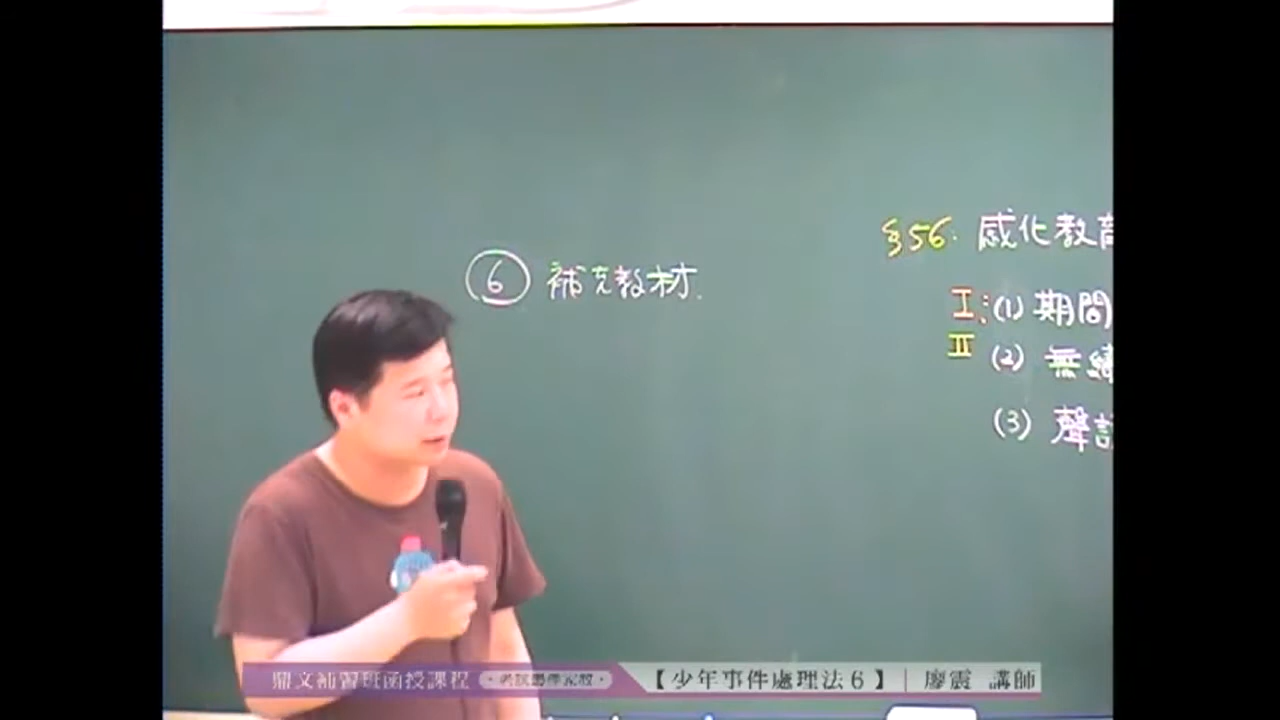 ⑥ 補充教材.
§56. 感化教育
I:(1) 期間
II (2) 無
(3) 聲
鼎文補習班函授課程
【少年事件處理法6】| 廖震 講師